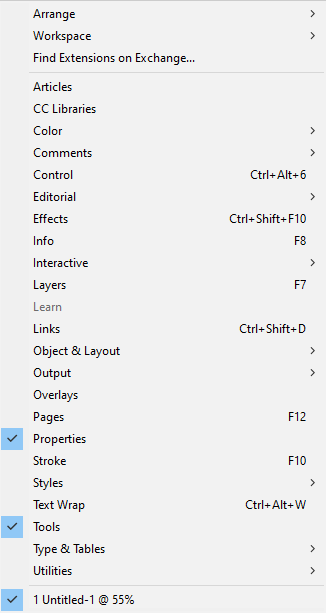 Arrange
Workspace
Find Extensions on Exchange...
Articles
CC Libraries
Color
Comments
Control Ctrl+Alt+6
Editorial
Effects Ctrl+Shift+F10
Info F8
Interactive
Layers F7
Learn
Links Ctrl+Shift+D
Object & Layout
Output
Overlays
Pages F12
Properties
Stroke F10
Styles
Text Wrap Ctrl+Alt+W
Tools
Type & Tables
Utilities
1 Untitled-1 @ 55%